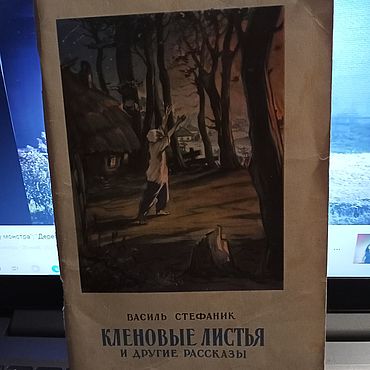 ВАСИЛЬ СТЕФАНИК
КЛЕНОВЫЕ ЛИСТЬЯ
И ДРУГИЕ РАССКАЗЫ